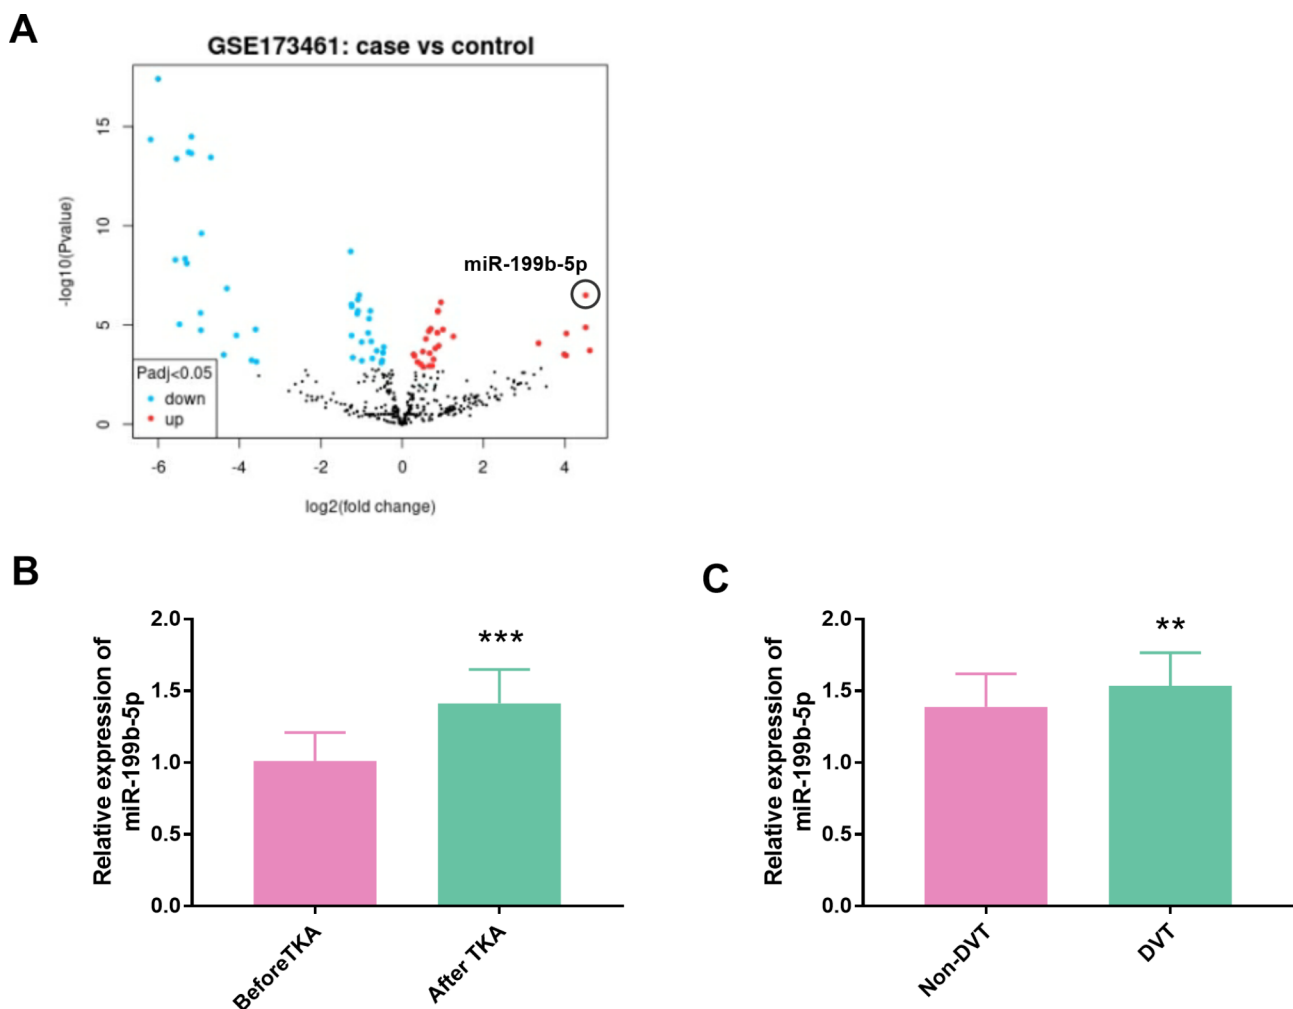 A
GSE173461: case vs control
-log10(Pvalue)
15
10
5
0
miR-199b-5p
Padj<0.05
down
up
-6 -4 -2 0 2 4
log2(fold change)
B
Relative expression of
miR-199b-5p
2.0
1.5
1.0
0.5
0.0
***
BeforeTKA
After TKA
C
Relative expression of
miR-199b-5p
2.0
1.5
1.0
0.5
0.0
**
Non-DVT
DVT